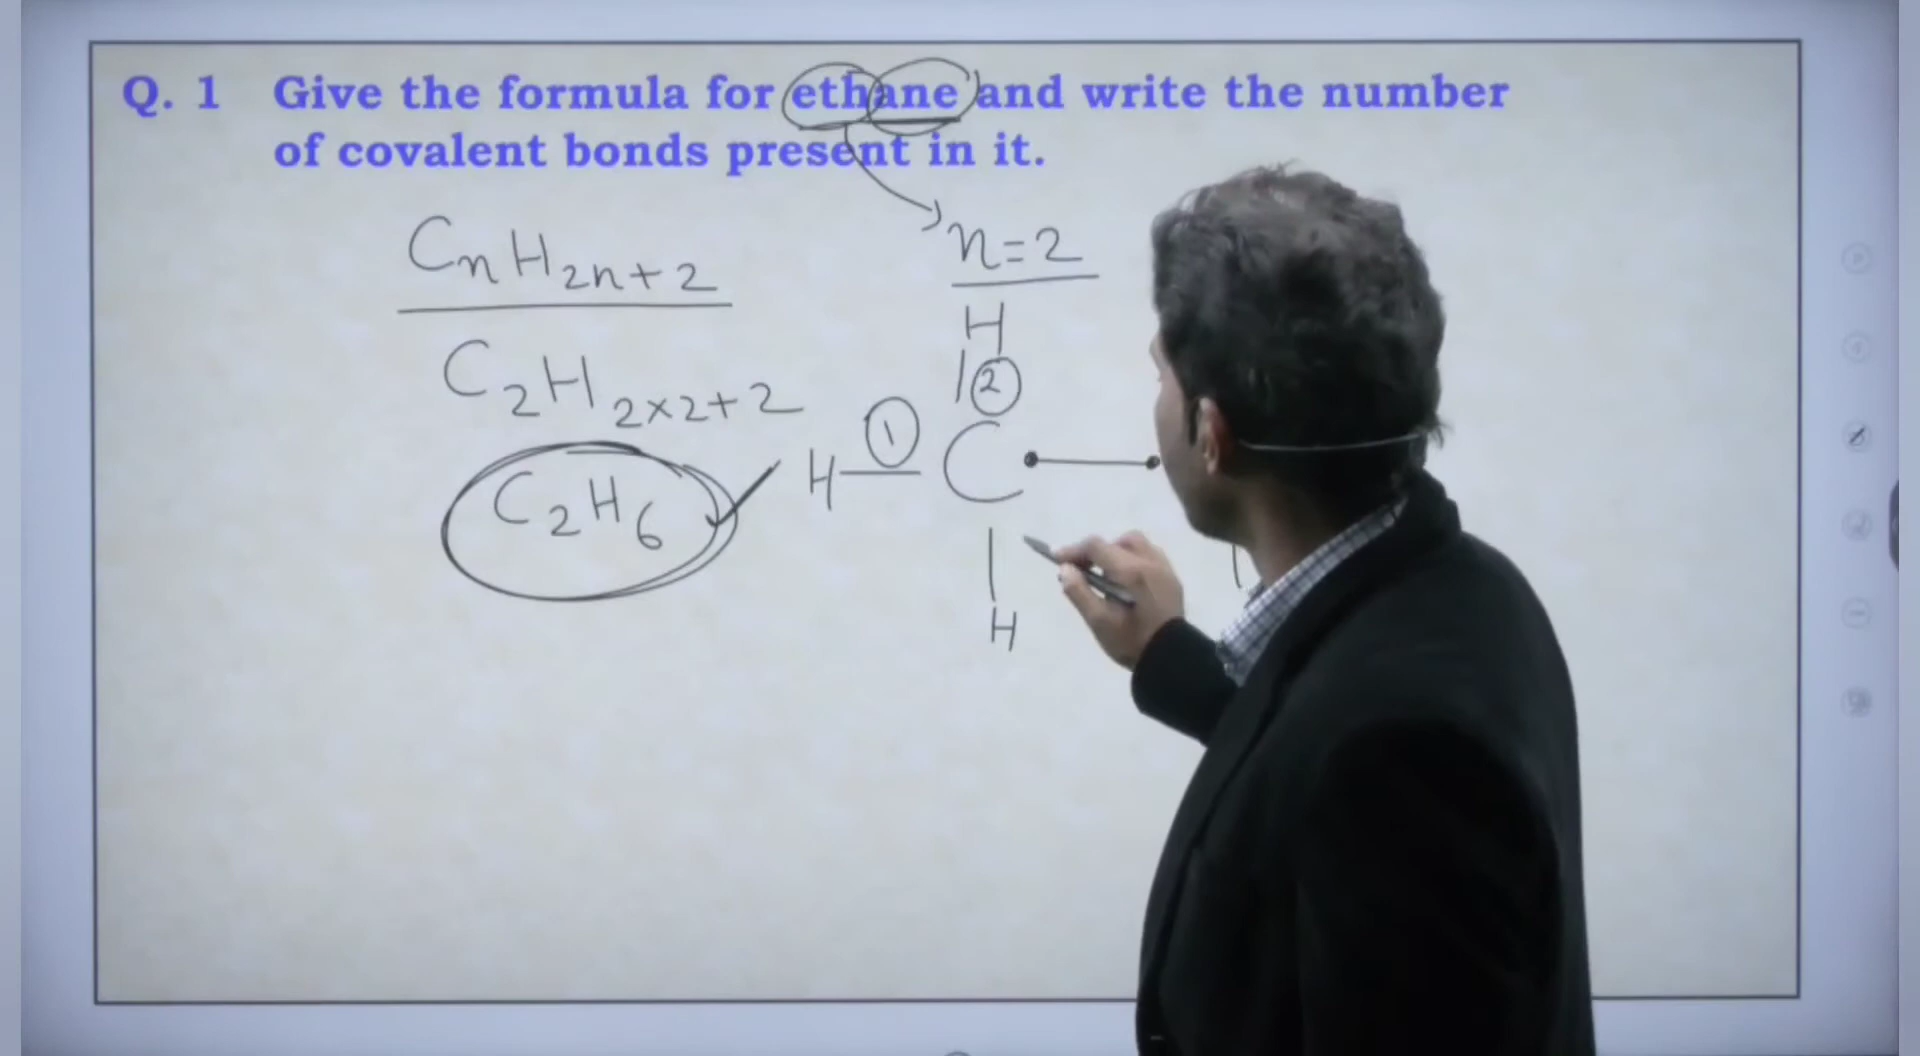 Q. 1 Give the formula for ethane and write the number
of covalent bonds present in it.
CnH2n+2
n=2
H
C2H2×2+2
2
1
H — C —
C2H6
H